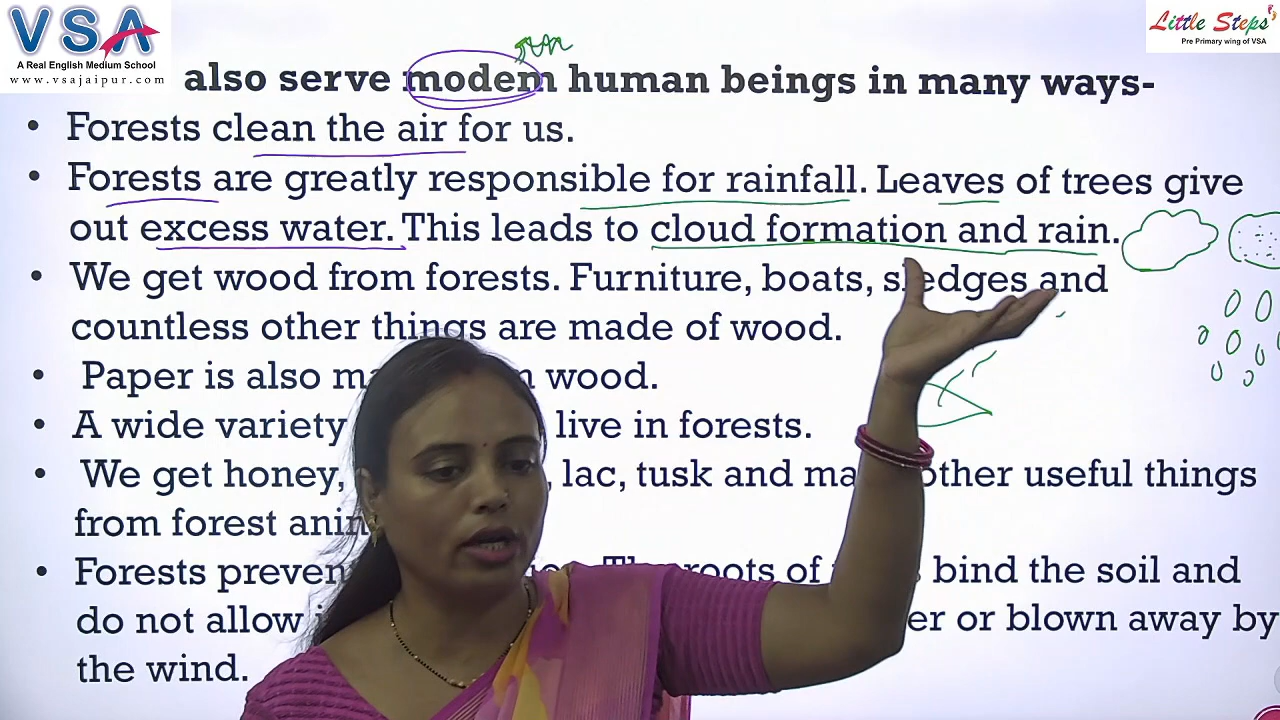 VSA
A Real English Medium School
www.vsajaipur.com
Little Steps
Pre Primary wing of VSA
also serve modem human beings in many ways-
• Forests clean the air for us.
• Forests are greatly responsible for rainfall. Leaves of trees give
out excess water. This leads to cloud formation and rain.
• We get wood from forests. Furniture, boats, sledges and
countless other things are made of wood.
• Paper is also wood.
• A wide variety live in forests.
• We get honey, lac, tusk and other useful things
from forest
• Forests roots of bind the soil and
do not allow or blown away by
the wind.